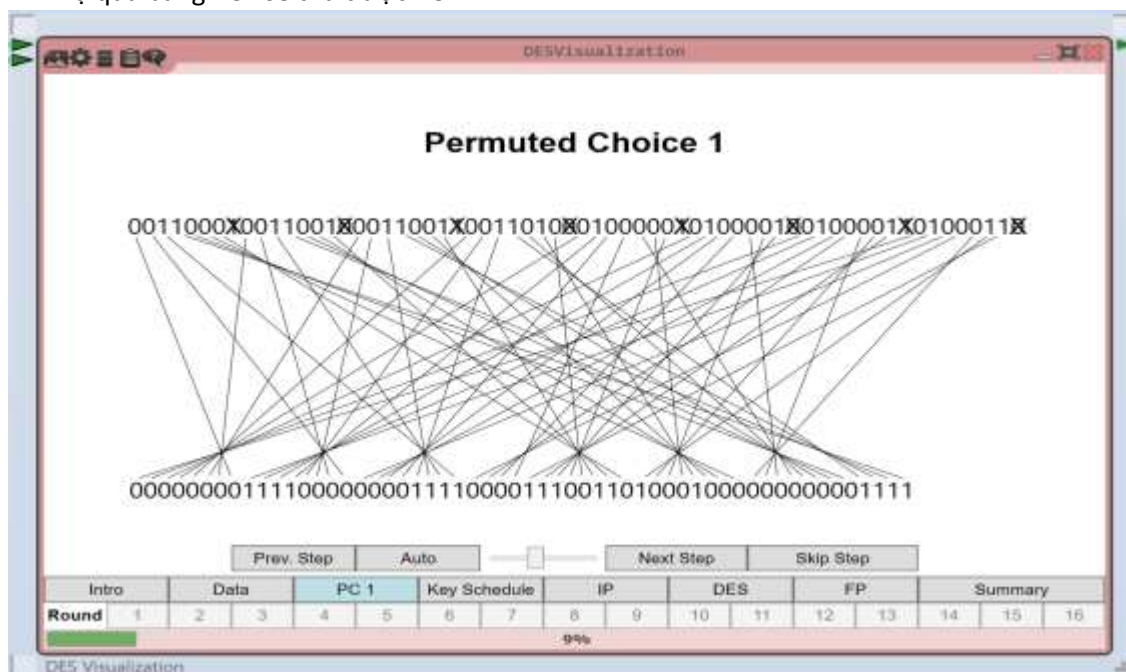 DESVisualization
Permuted Choice 1
0011000100110010001100110011010001000001010000100100001101000110
00000000111100000000111100001110011010001000000000001111
Prev. Step Auto Next Step Skip Step
Intro Data PC 1 Key Schedule IP DES FP Summary
Round 1 2 3 4 5 6 7 8 9 10 11 12 13 14 15 16
9%
DES Visualization